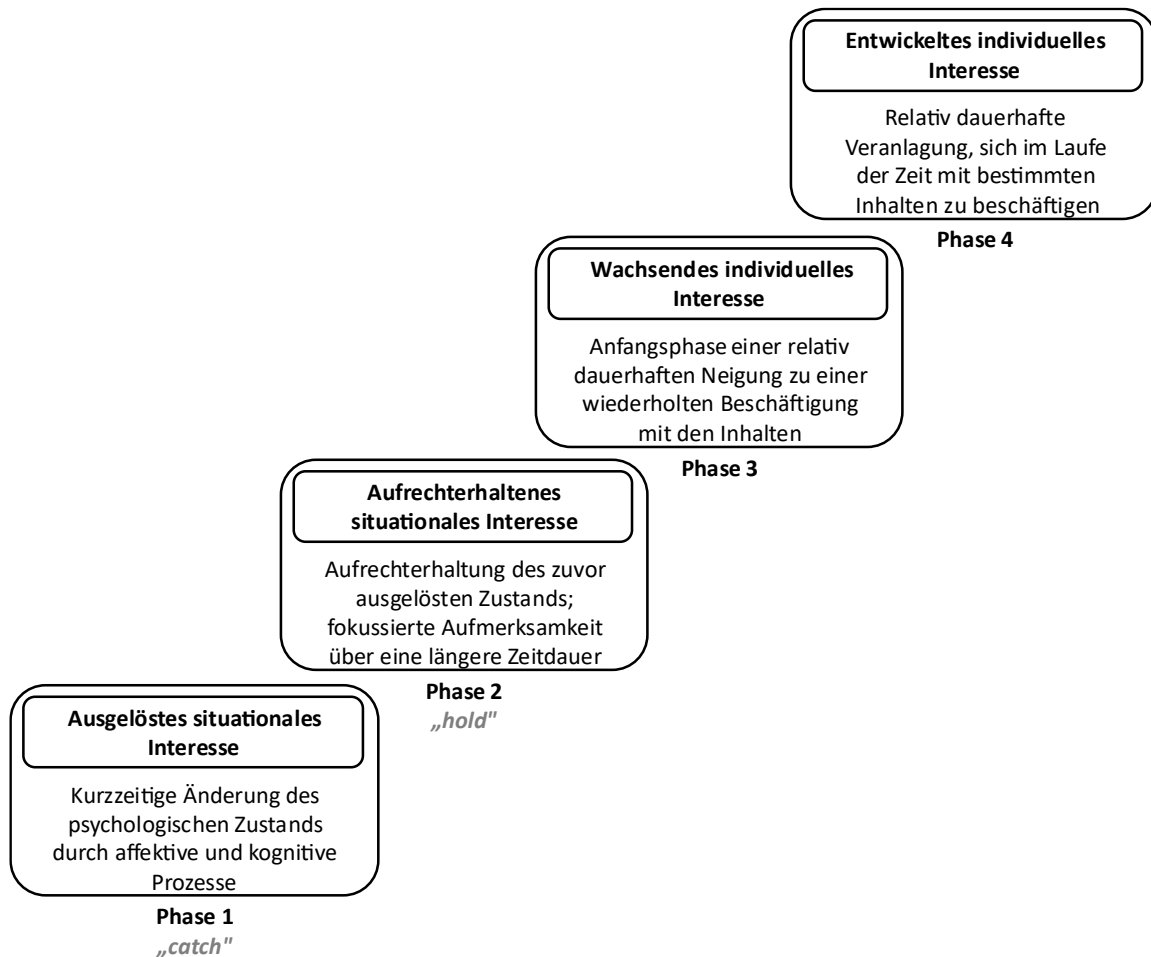 Entwickeltes individuelles
Interesse
Relativ dauerhafte
Veranlagung, sich im Laufe
der Zeit mit bestimmten
Inhalten zu beschäftigen
Phase 4
Wachsendes individuelles
Interesse
Anfangsphase einer relativ
dauerhaften Neigung zu einer
wiederholten Beschäftigung
mit den Inhalten
Phase 3
Aufrechterhaltenes
situationales Interesse
Aufrechterhaltung des zuvor
ausgelösten Zustands;
fokussierte Aufmerksamkeit
über eine längere Zeitdauer
Phase 2
„hold"
Ausgelöstes situationales
Interesse
Kurzzeitige Änderung des
psychologischen Zustands
durch affektive und kognitive
Prozesse
Phase 1
„catch"